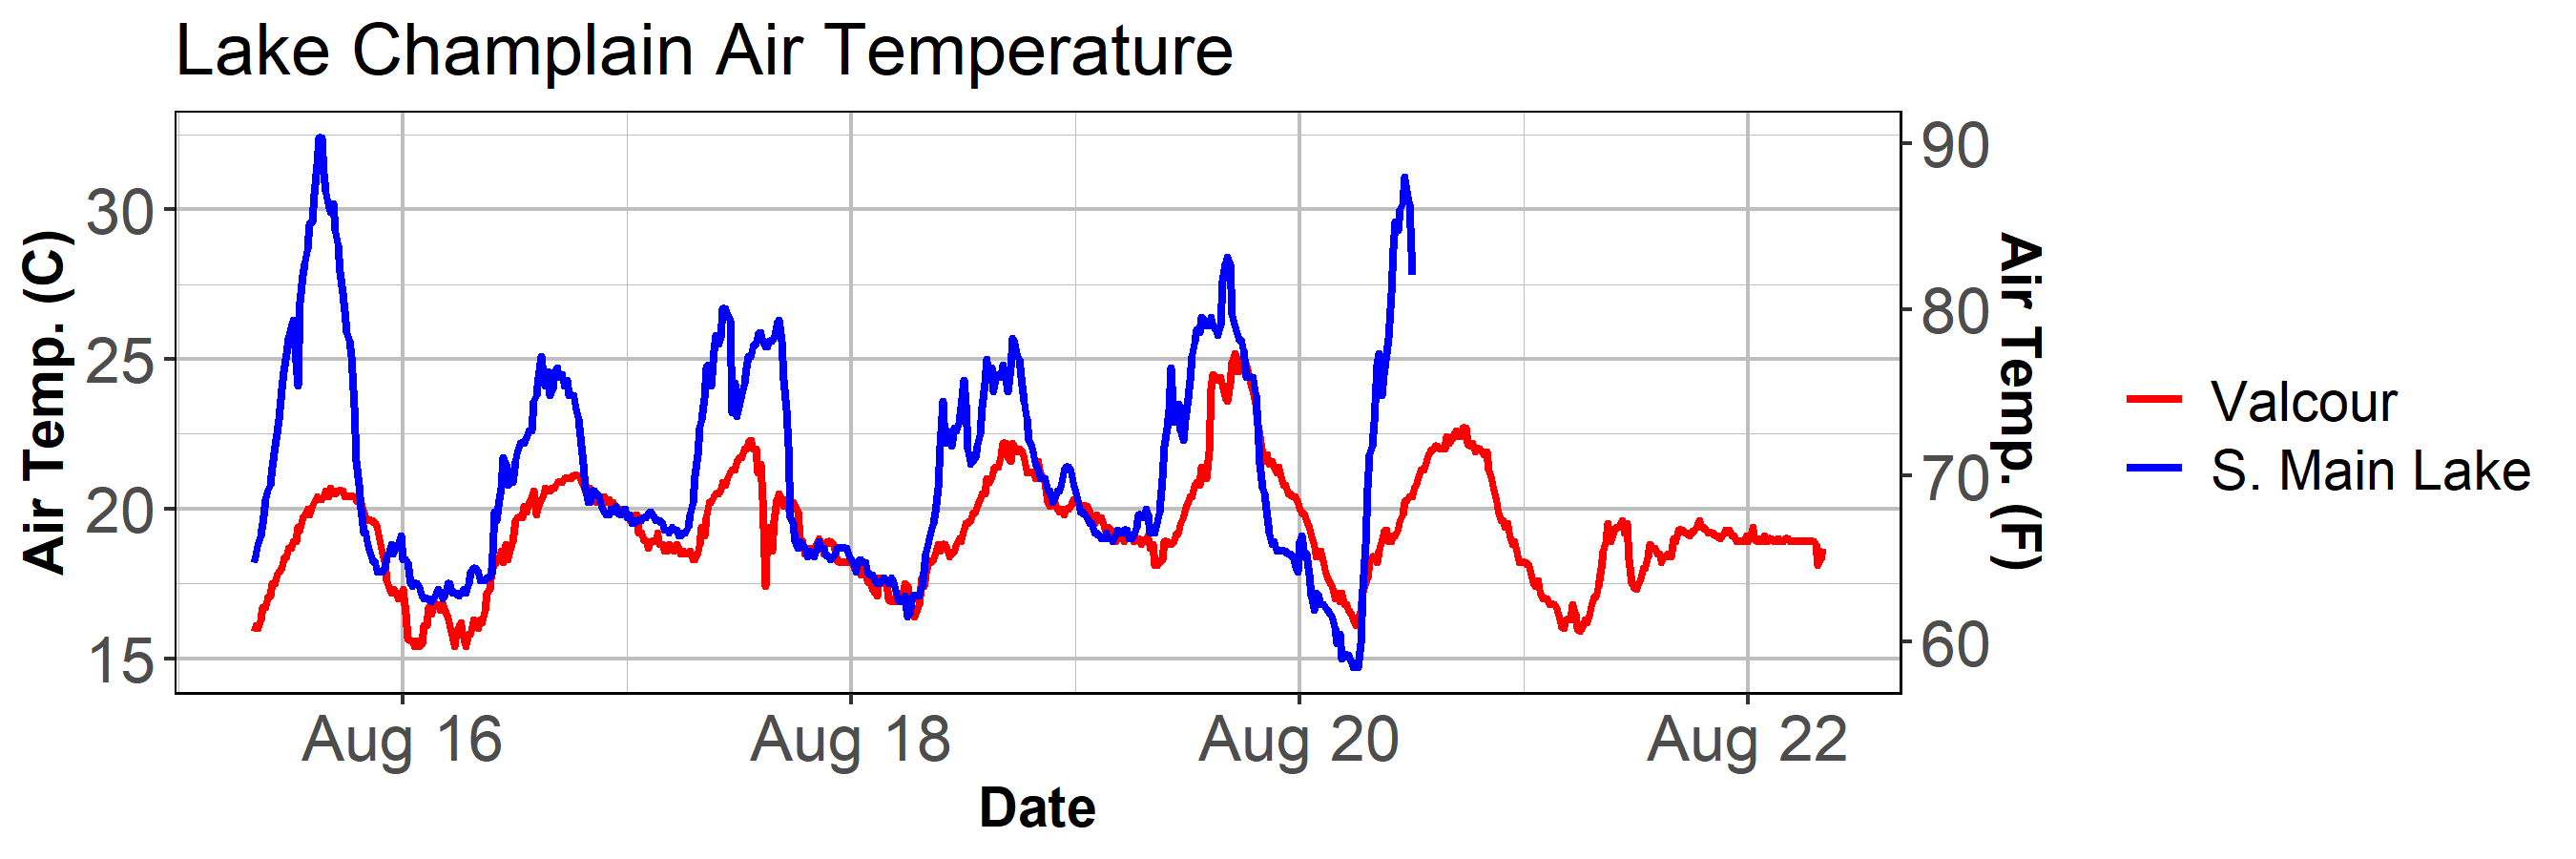 Lake Champlain Air Temperature
Air Temp. (C)
30
25
20
15
90
80
70
60
Air Temp. (F)
Aug 16
Aug 18
Aug 20
Aug 22
Date
Valcour
S. Main Lake